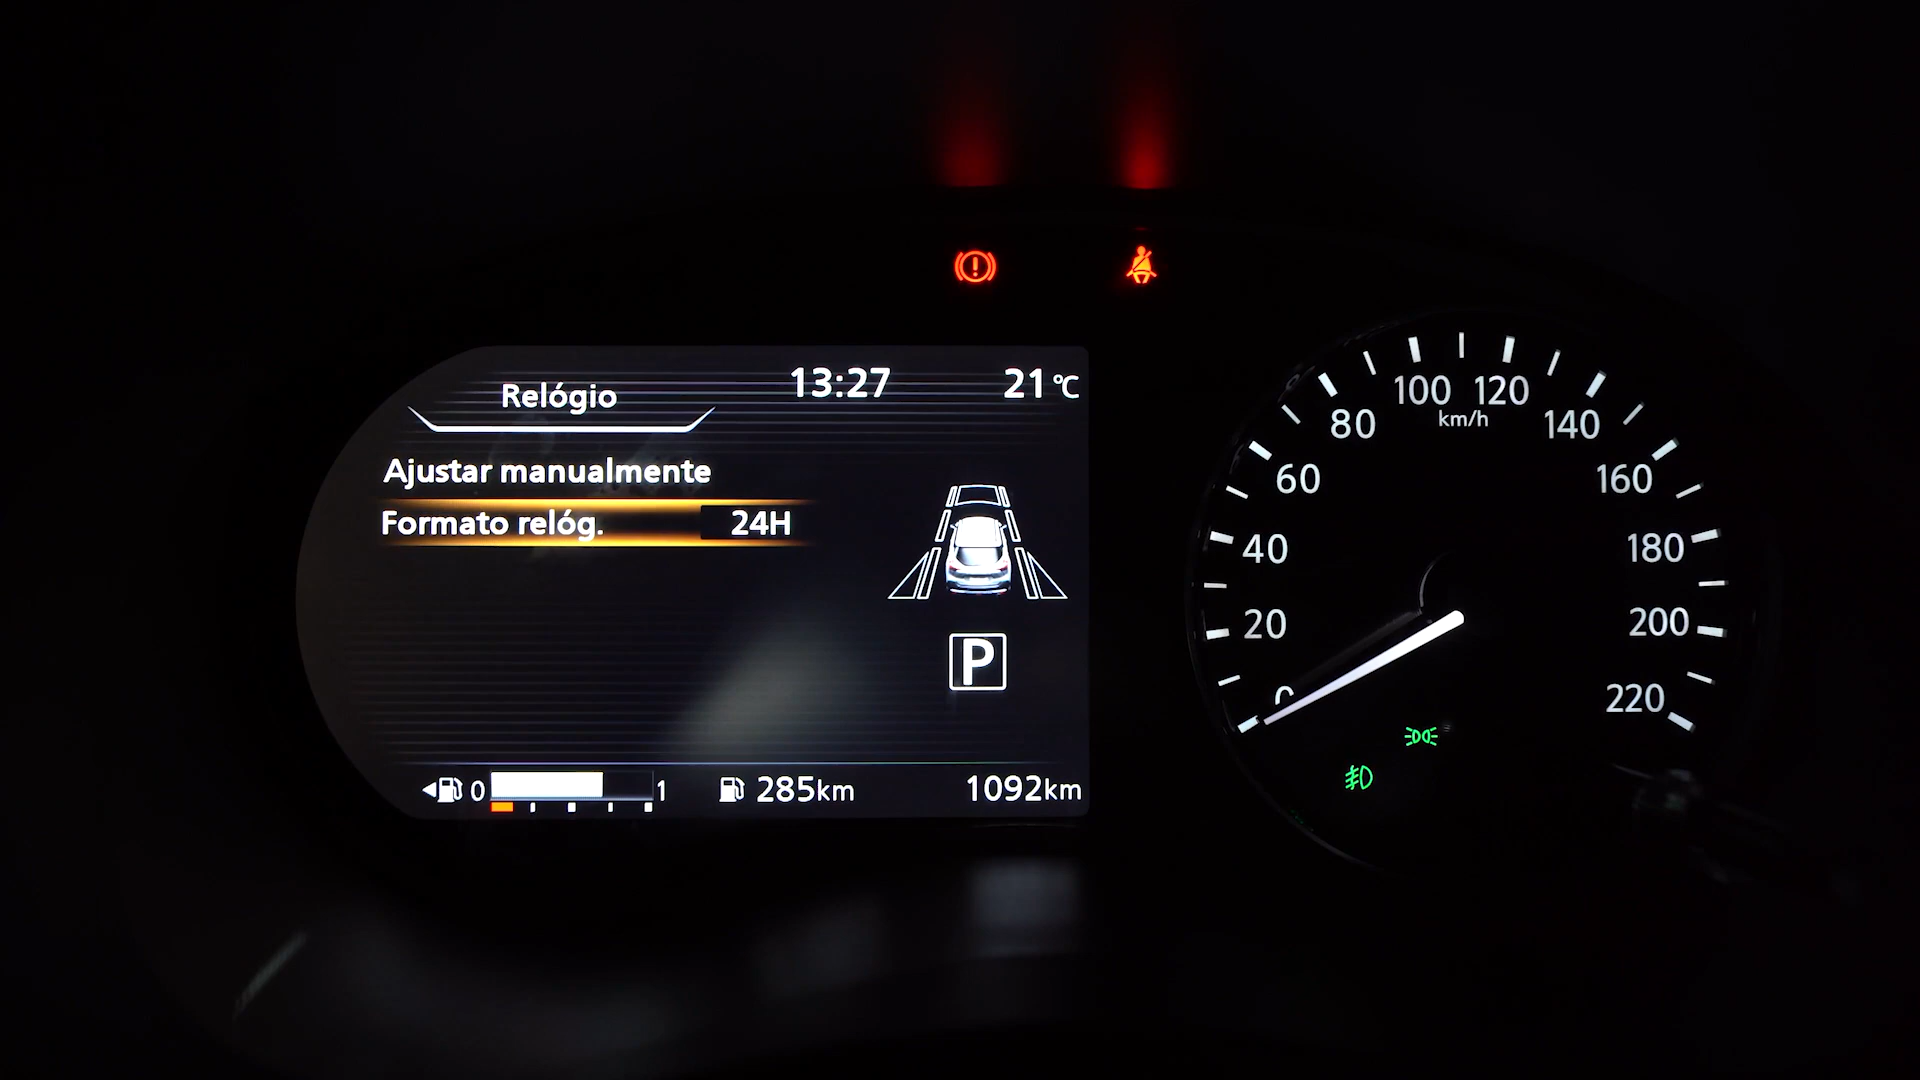 Relógio
13:27
21°C
Ajustar manualmente
Formato relóg. 24H
P
0 1
285km
1092km
0
20
40
60
80
100
120
140
160
180
200
220
km/h